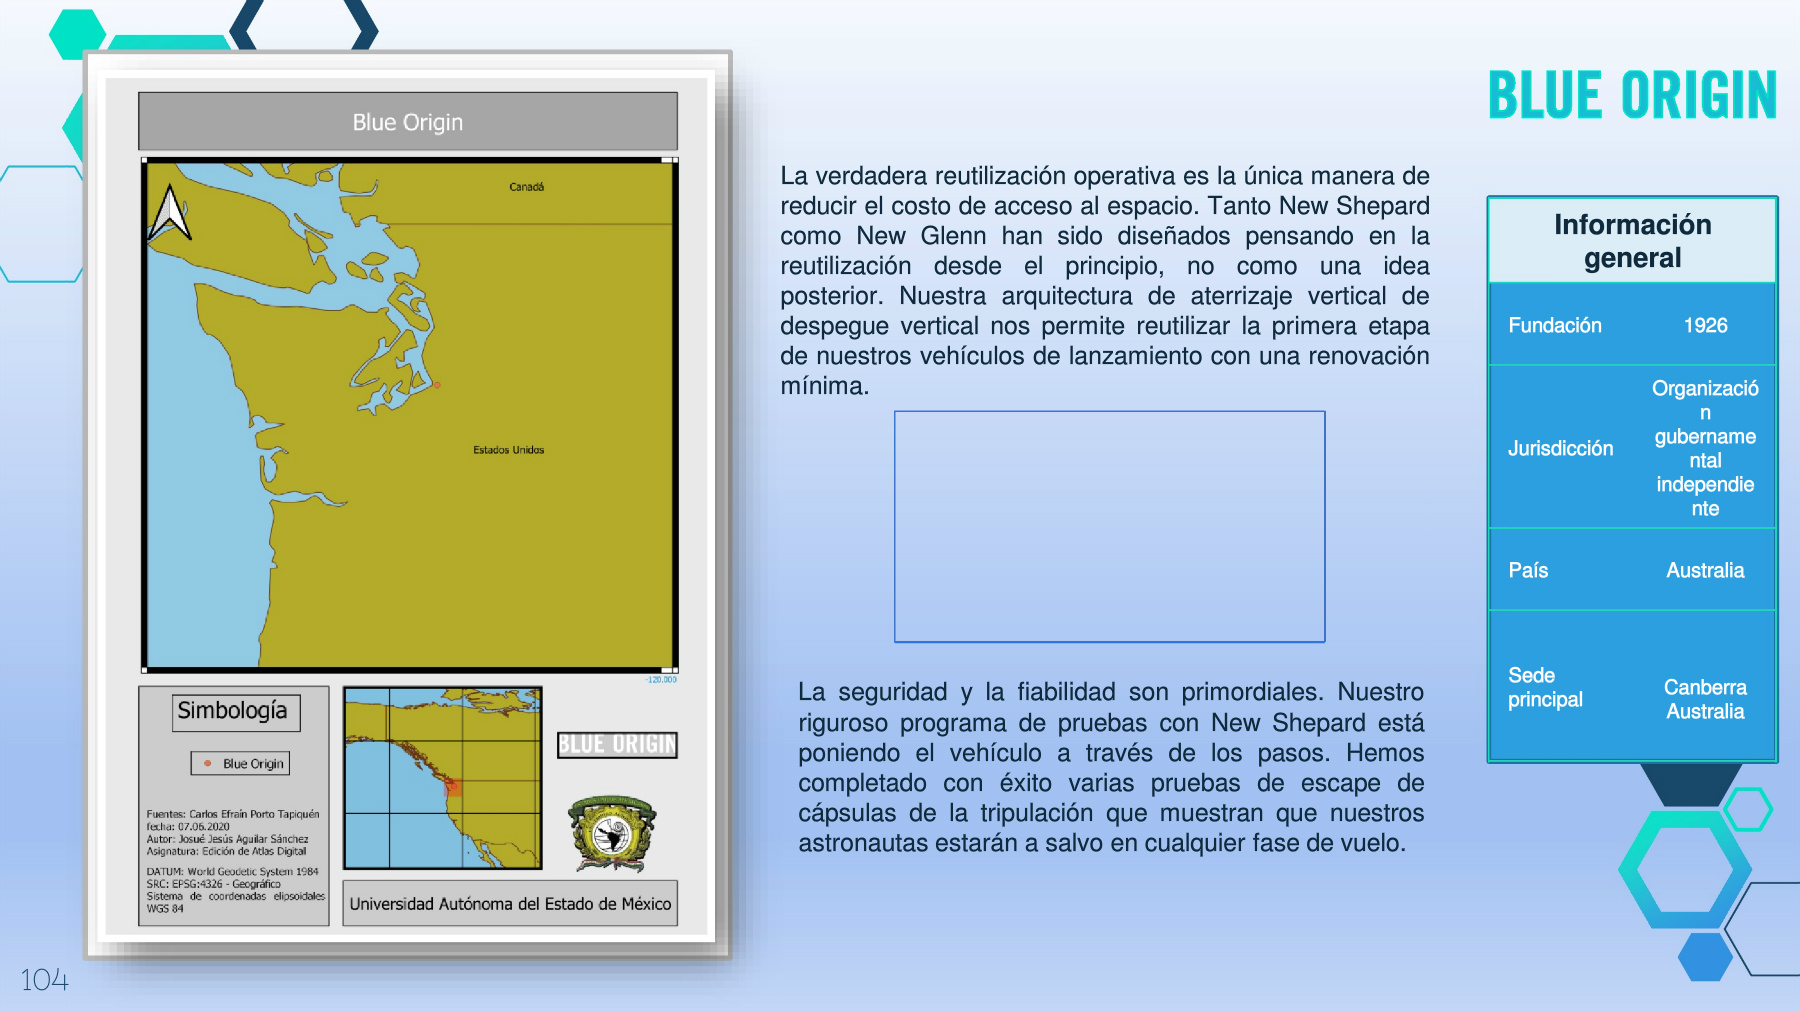 Blue Origin
Canadá
Estados Unidos
-120.000
Simbología
Blue Origin
Fuentes: Carlos Efraín Porto Tapiquén
fecha: 07.06.2020
Autor: Josué Jesús Aguilar Sánchez
Asignatura: Edición de Atlas Digital
DATUM: World Geodetic System 1984
SRC: EPSG:4326 - Geográfico
Sistema de coordenadas elipsoidales
WGS 84
BLUE ORIGIN
Universidad Autónoma del Estado de México
104
La verdadera reutilización operativa es la única manera de
reducir el costo de acceso al espacio. Tanto New Shepard
como New Glenn han sido diseñados pensando en la
reutilización desde el principio, no como una idea
posterior. Nuestra arquitectura de aterrizaje vertical de
despegue vertical nos permite reutilizar la primera etapa
de nuestros vehículos de lanzamiento con una renovación
mínima.
La seguridad y la fiabilidad son primordiales. Nuestro
riguroso programa de pruebas con New Shepard está
poniendo el vehículo a través de los pasos. Hemos
completado con éxito varias pruebas de escape de
cápsulas de la tripulación que muestran que nuestros
astronautas estarán a salvo en cualquier fase de vuelo.
BLUE ORIGIN
Información
general
Fundación 1926
Jurisdicción
Organizació
n
gubername
ntal
independie
nte
País Australia
Sede
principal
Canberra
Australia